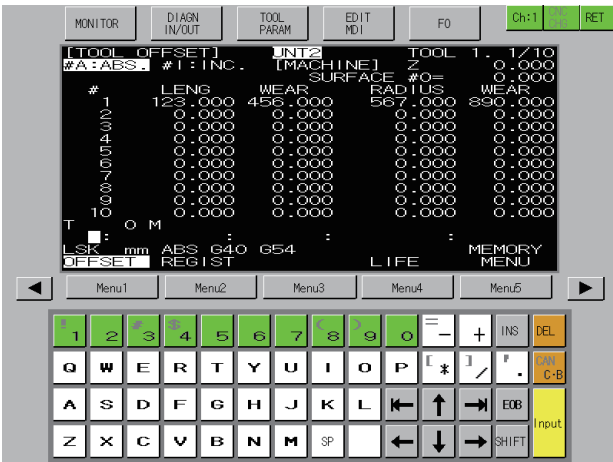 MONITOR DIAGN IN/OUT TOOL PARAM EDIT MDI F0 Ch:1 CNC CHG RET
[TOOL OFFSET] UNT2 TOOL 1. 1/10
#A:ABS. #I:INC. [MACHINE] Z 0.000
SURFACE #0= 0.000
# LENG WEAR RADIUS WEAR
1 123.000 456.000 567.000 890.000
2 0.000 0.000 0.000 0.000
3 0.000 0.000 0.000 0.000
4 0.000 0.000 0.000 0.000
5 0.000 0.000 0.000 0.000
6 0.000 0.000 0.000 0.000
7 0.000 0.000 0.000 0.000
8 0.000 0.000 0.000 0.000
9 0.000 0.000 0.000 0.000
10 0.000 0.000 0.000 0.000
T O M
: : : :
LSK mm ABS G40 G54 MEMORY
OFFSET REGIST LIFE MENU
Menu1 Menu2 Menu3 Menu4 Menu5
! 1 2 # 3 $ 4 5 6 7 ( 8 ) 9 0 = - + INS DEL
Q W E R T Y U I O P [ * ] / " . CAN C·B
A S D F G H J K L EOB Input
Z X C V B N M SP SHIFT